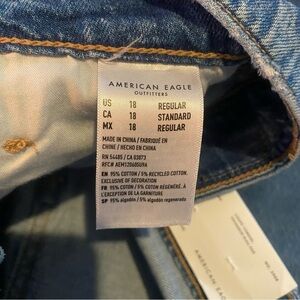 AMERICAN EAGLE
OUTFITTERS
US 18 REGULAR
CA 18 STANDARD
MX 18 REGULAR
MADE IN CHINA / FABRIQUÉ EN
CHINE / HECHO EN CHINA
RN 54485 / CA 03873
EN 95% COTTON / 5% RECYCLED COTTON.
EXCLUSIVE OF DECORATION
FR 95% COTON / 5% COTON RÉGÉNÉRÉ, À
L'EXCEPTION DE LA GARNITURE
SP 95% algodón / 5% algodón regenerado
AMERICAN EAGLE